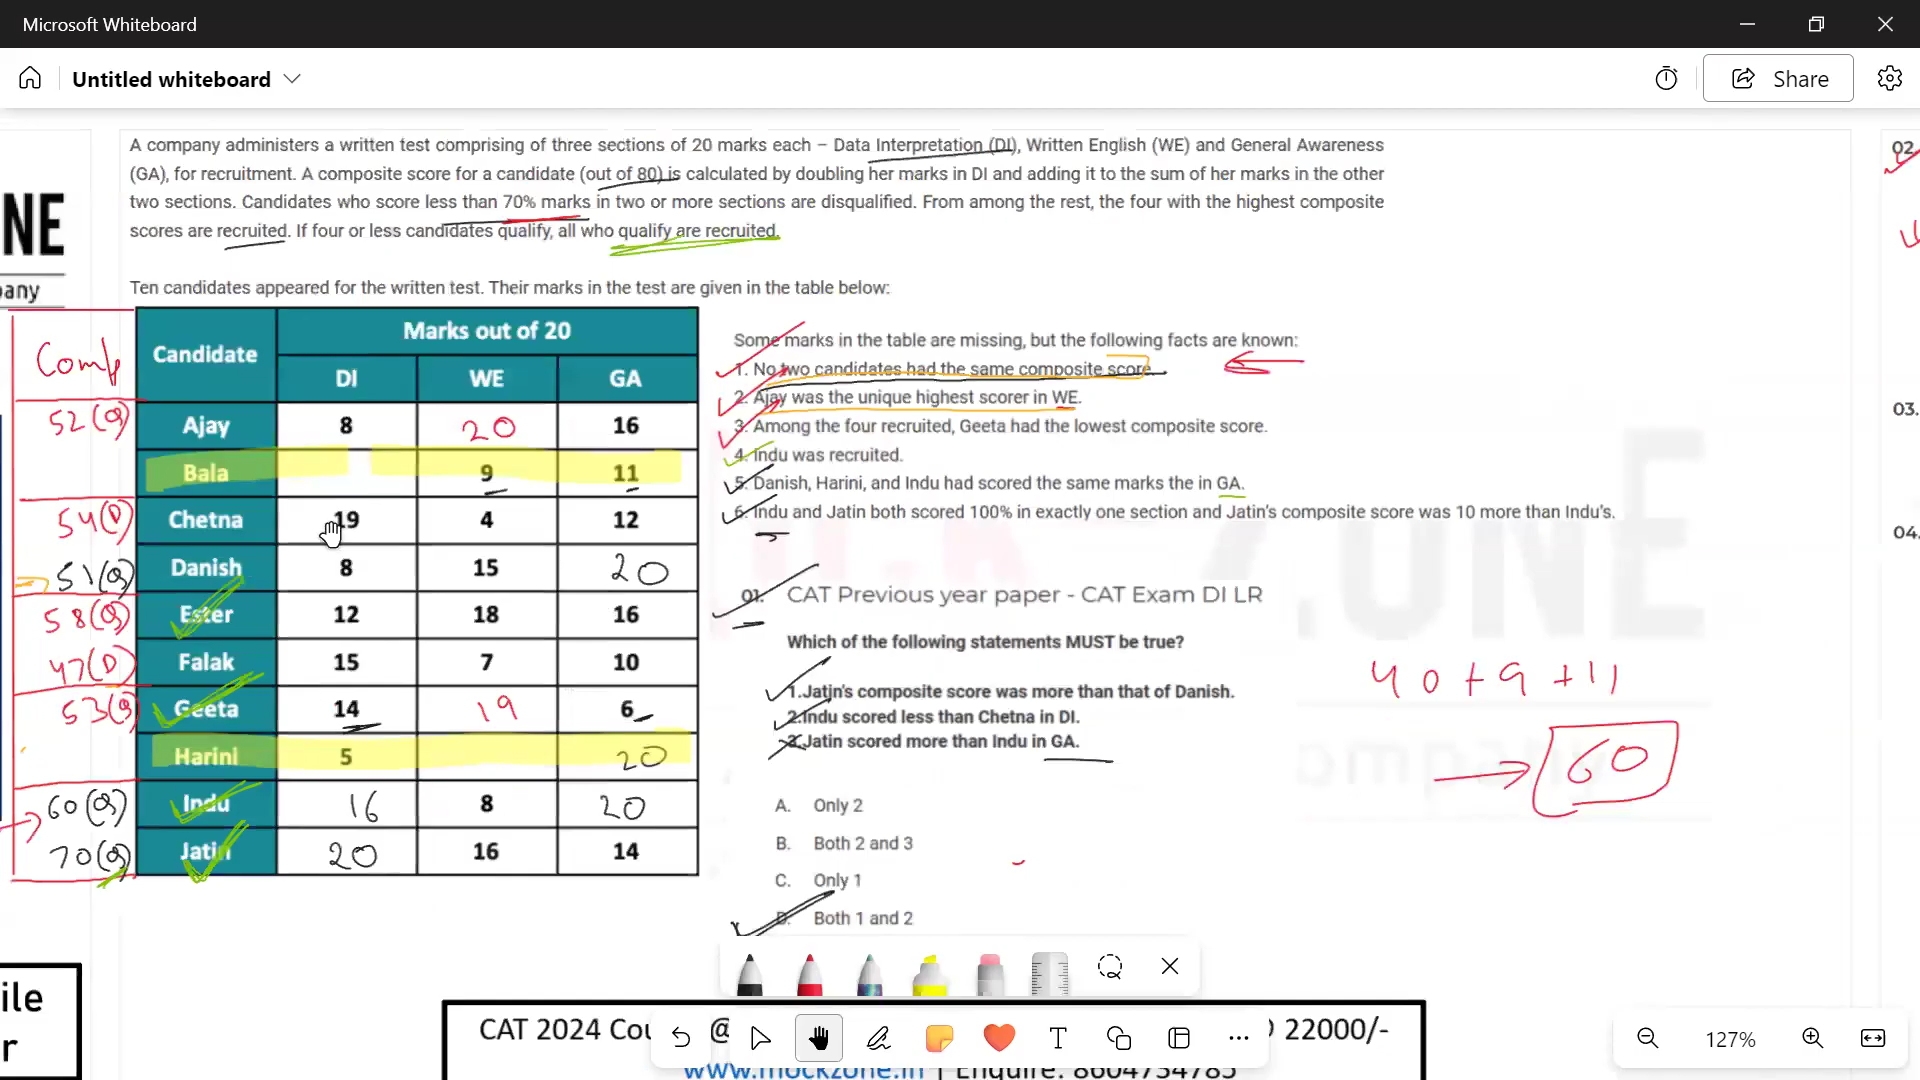 Microsoft Whiteboard
Untitled whiteboard
Share
A company administers a written test comprising of three sections of 20 marks each – Data Interpretation (DI), Written English (WE) and General Awareness
(GA), for recruitment. A composite score for a candidate (out of 80) is calculated by doubling her marks in DI and adding it to the sum of her marks in the other
two sections. Candidates who score less than 70% marks in two or more sections are disqualified. From among the rest, the four with the highest composite
scores are recruited. If four or less candidates qualify, all who qualify are recruited.
Ten candidates appeared for the written test. Their marks in the test are given in the table below:
NE
pany
Comp Candidate Marks out of 20
DI WE GA
52(Q) Ajay 8 20 16
Bala 9 11
54(D) Chetna 19 4 12
51(Q) Danish 8 15 20
58(Q) Ester 12 18 16
47(D) Falak 15 7 10
53(Q) Geeta 14 19 6
Harini 5 20
60(Q) Indu 16 8 20
70(Q) Jatin 20 16 14
Some marks in the table are missing, but the following facts are known:
1. No two candidates had the same composite score.
2. Ajay was the unique highest scorer in WE.
3. Among the four recruited, Geeta had the lowest composite score.
4. Indu was recruited.
5. Danish, Harini, and Indu had scored the same marks the in GA.
6. Indu and Jatin both scored 100% in exactly one section and Jatin's composite score was 10 more than Indu's.
01. CAT Previous year paper - CAT Exam DI LR
Which of the following statements MUST be true?
1.Jatin's composite score was more than that of Danish.
2.Indu scored less than Chetna in DI.
3.Jatin scored more than Indu in GA.
A. Only 2
B. Both 2 and 3
C. Only 1
D. Both 1 and 2
40+9+11
60
02.
03.
04.
ile
r
CAT 2024 Cou @ 22000/-
www.mockzone.in | Enquire: 8604734785
127%